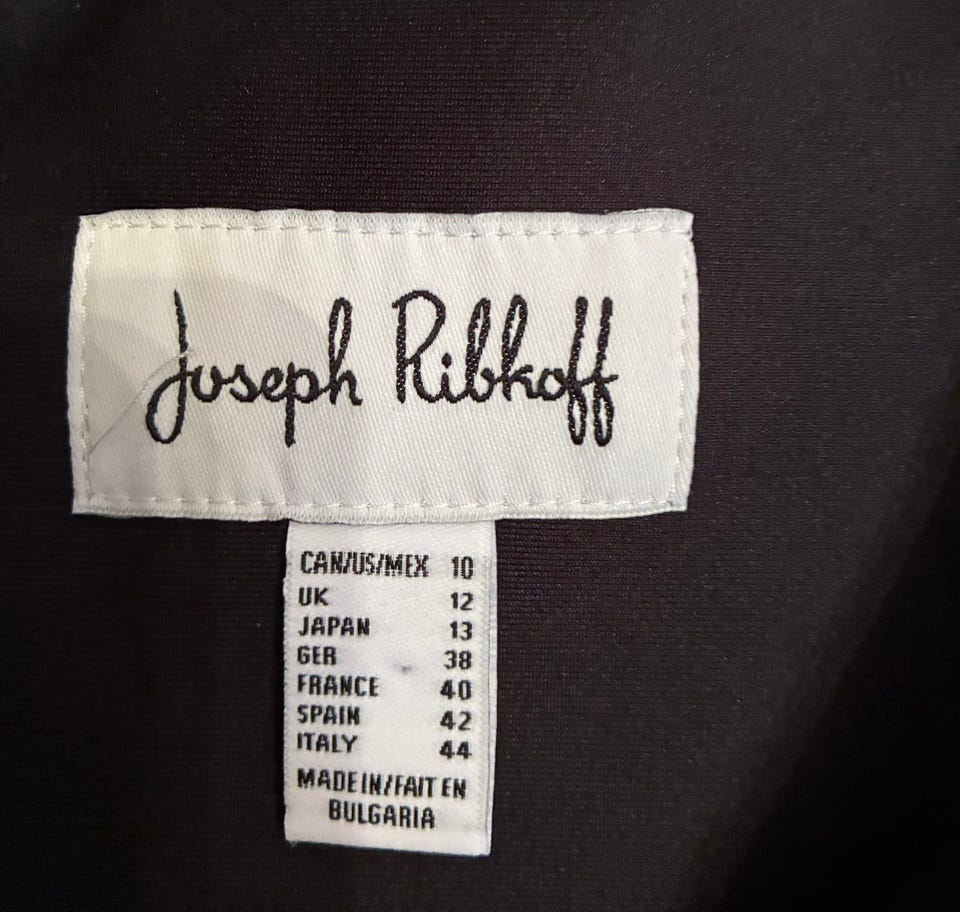 Joseph Ribkoff
CAN/US/MEX 10
UK 12
JAPAN 13
GER 38
FRANCE 40
SPAIN 42
ITALY 44
MADE IN/FAIT EN
BULGARIA